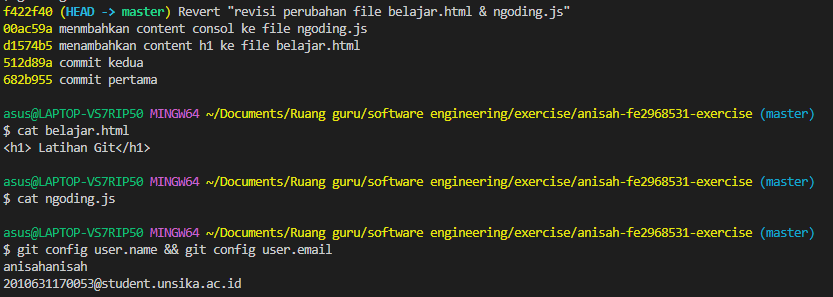 f422f40 (HEAD -> master) Revert "revisi perubahan file belajar.html & ngoding.js"
00ac59a menmbahkan content consol ke file ngoding.js
d1574b5 menambahkan content h1 ke file belajar.html
512d89a commit kedua
682b955 commit pertama
asus@LAPTOP-VS7RIP50 MINGW64 ~/Documents/Ruang guru/software engineering/exercise/anisah-fe2968531-exercise (master)
$ cat belajar.html
<h1> Latihan Git</h1>
asus@LAPTOP-VS7RIP50 MINGW64 ~/Documents/Ruang guru/software engineering/exercise/anisah-fe2968531-exercise (master)
$ cat ngoding.js
asus@LAPTOP-VS7RIP50 MINGW64 ~/Documents/Ruang guru/software engineering/exercise/anisah-fe2968531-exercise (master)
$ git config user.name && git config user.email
anisahanisah
2010631170053@student.unsika.ac.id